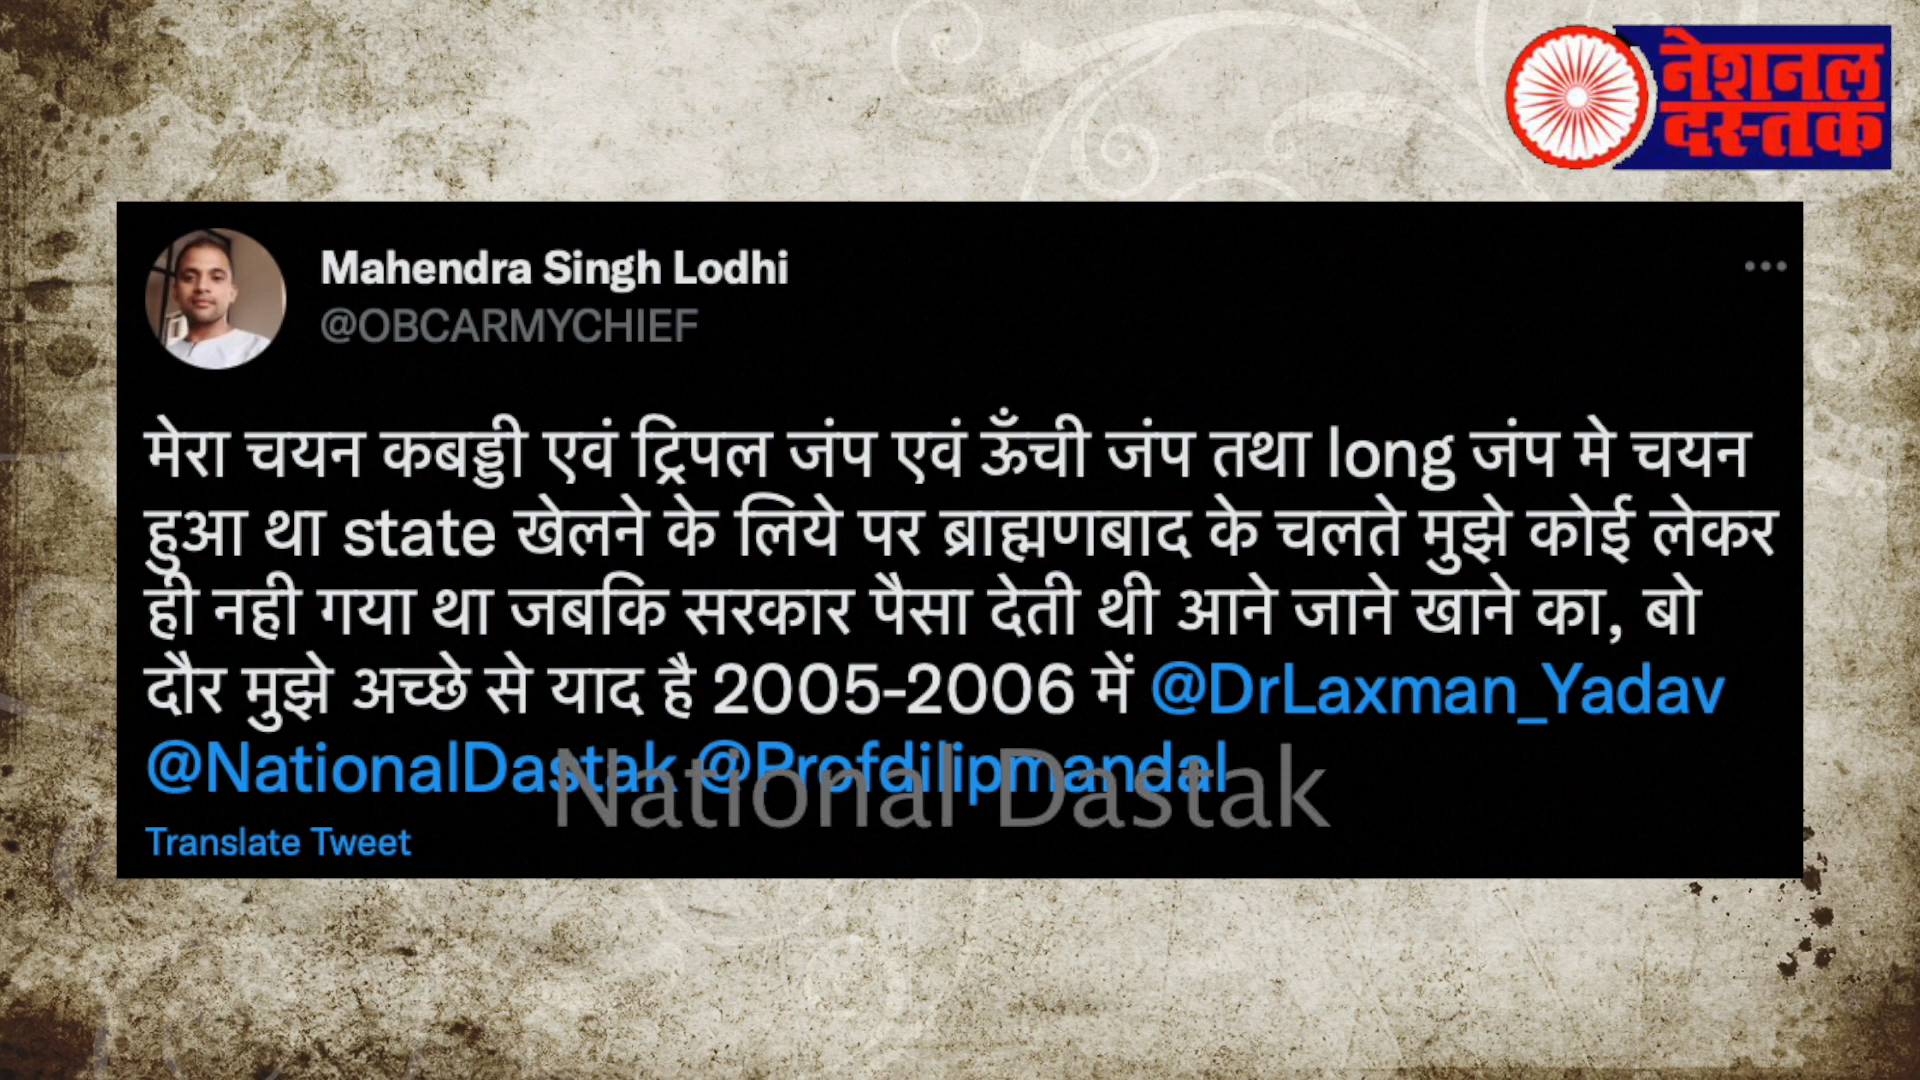 नेशनल
दस्तक
Mahendra Singh Lodhi
@OBCARMYCHIEF
मेरा चयन कबड्डी एवं ट्रिपल जंप एवं ऊँची जंप तथा long जंप मे चयन
हुआ था state खेलने के लिये पर ब्राह्मणबाद के चलते मुझे कोई लेकर
ही नही गया था जबकि सरकार पैसा देती थी आने जाने खाने का, बो
दौर मुझे अच्छे से याद है 2005-2006 में @DrLaxman_Yadav
@NationalDastak @Profdilipmandal
National Dastak
Translate Tweet